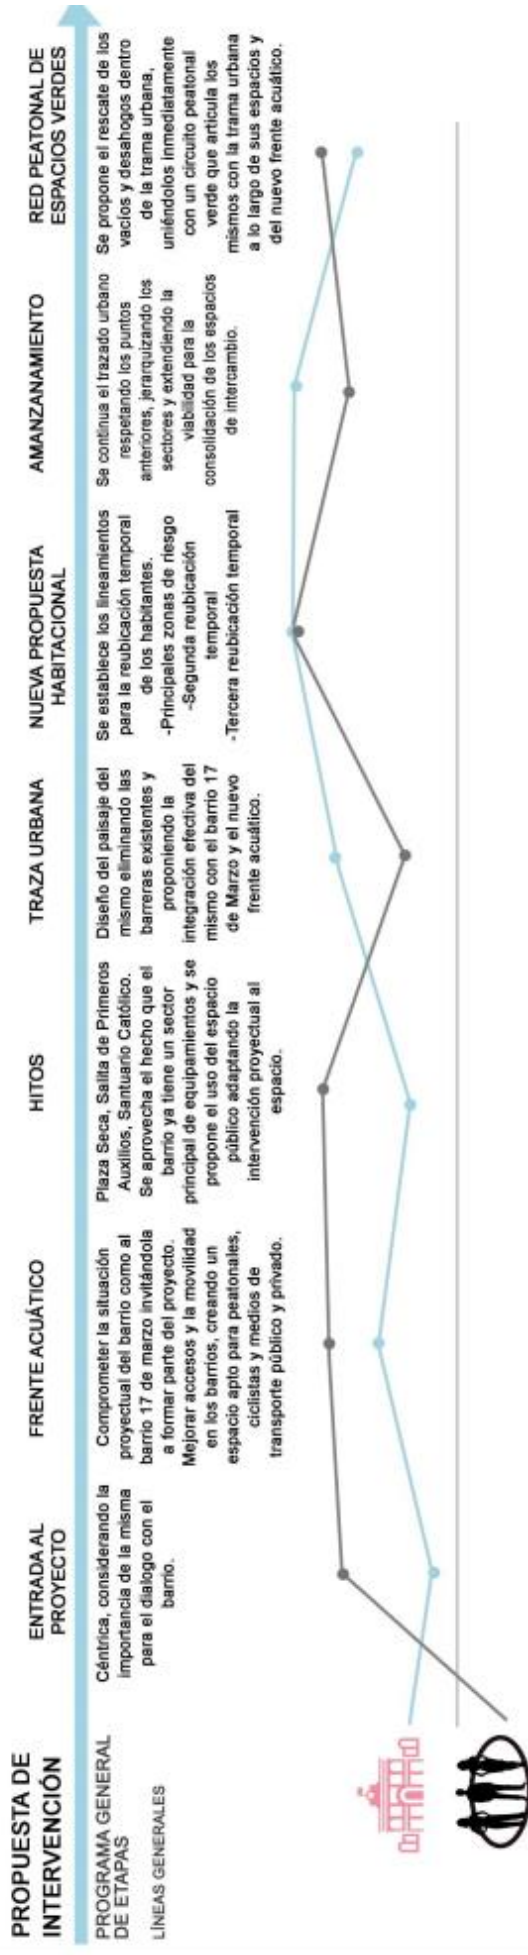 PROPUESTA DE
INTERVENCIÓN
PROGRAMA GENERAL
DE ETAPAS
LÍNEAS GENERALES
ENTRADA AL
PROYECTO
Céntrica, considerando la
importancia de la misma
para el dialogo con el
barrio.
FRENTE ACUÁTICO
Comprometer la situación
proyectual del barrio como al
barrio 17 de marzo invitándola
a formar parte del proyecto.
Mejorar accesos y la movilidad
en los barrios, creando un
espacio apto para peatonales,
ciclistas y medios de
transporte público y privado.
HITOS
Plaza Seca, Salita de Primeros
Auxilios, Santuario Católico.
Se aprovecha el hecho que el
barrio ya tiene un sector
principal de equipamientos y se
propone el uso del espacio
público adaptando la
intervención proyectual al
espacio.
TRAZA URBANA
Diseño del paisaje del
mismo eliminando las
barreras existentes y
proponiendo la
integración efectiva del
mismo con el barrio 17
de Marzo y el nuevo
frente acuático.
NUEVA PROPUESTA
HABITACIONAL
Se establece los lineamientos
para la reubicación temporal
de los habitantes.
-Principales zonas de riesgo
-Segunda reubicación
temporal
-Tercera reubicación temporal
AMANZANAMIENTO
Se continua el trazado urbano
respetando los puntos
anteriores, jerarquizando los
sectores y extendiendo la
viabilidad para la
consolidación de los espacios
de intercambio.
RED PEATONAL DE
ESPACIOS VERDES
Se propone el rescate de los
vacíos y desahogos dentro
de la trama urbana,
uniéndolos inmediatamente
con un circuito peatonal
verde que articula los
mismos con la trama urbana
a lo largo de sus espacios y
del nuevo frente acuático.